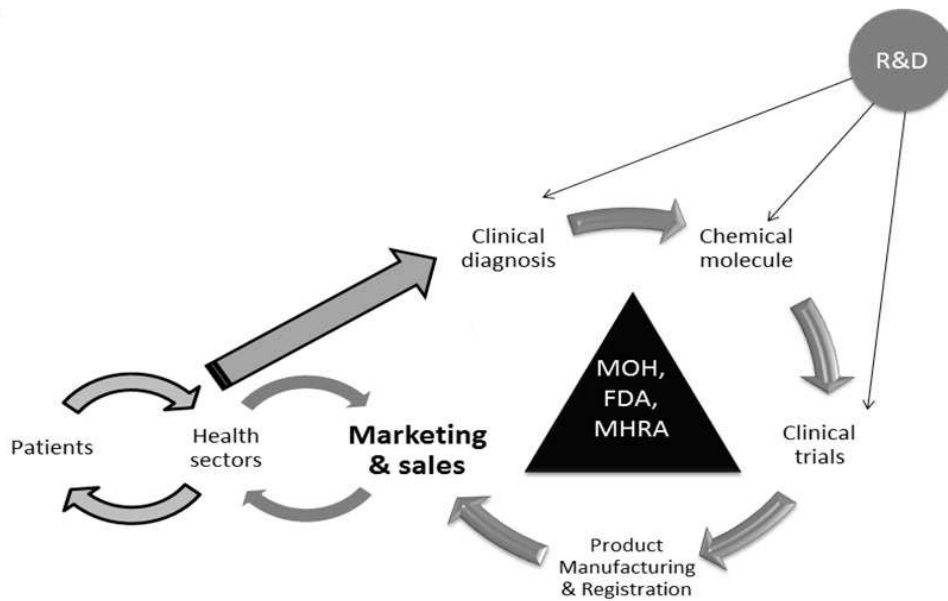 R&D
Clinical
diagnosis
Chemical
molecule
MOH,
FDA,
MHRA
Patients
Health
sectors
Marketing
& sales
Clinical
trials
Product
Manufacturing
& Registration